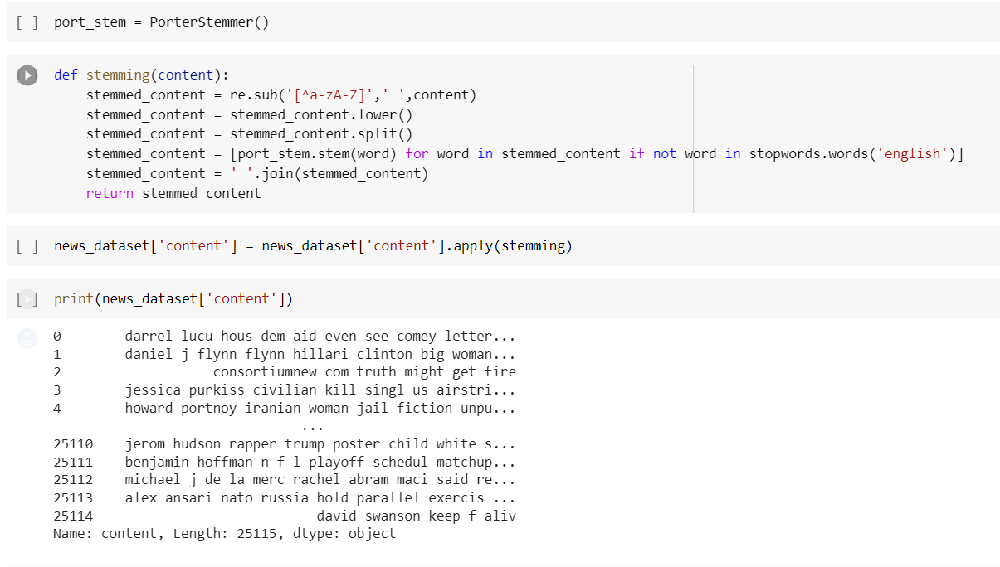 [ ] port_stem = PorterStemmer()
def stemming(content):
    stemmed_content = re.sub('[^a-zA-Z]',' ',content)
    stemmed_content = stemmed_content.lower()
    stemmed_content = stemmed_content.split()
    stemmed_content = [port_stem.stem(word) for word in stemmed_content if not word in stopwords.words('english')]
    stemmed_content = ' '.join(stemmed_content)
    return stemmed_content
[ ] news_dataset['content'] = news_dataset['content'].apply(stemming)
[ ] print(news_dataset['content'])
0        darrel lucu hous dem aid even see comey letter...
1        daniel j flynn flynn hillari clinton big woman...
2                   consortiumnew com truth might get fire
3        jessica purkiss civilian kill singl us airstri...
4        howard portnoy iranian woman jail fiction unpu...
                               ...
25110    jerom hudson rapper trump poster child white s...
25111    benjamin hoffman n f l playoff schedul matchup...
25112    michael j de la merc rachel abram maci said re...
25113    alex ansari nato russia hold parallel exercis ...
25114                            david swanson keep f aliv
Name: content, Length: 25115, dtype: object